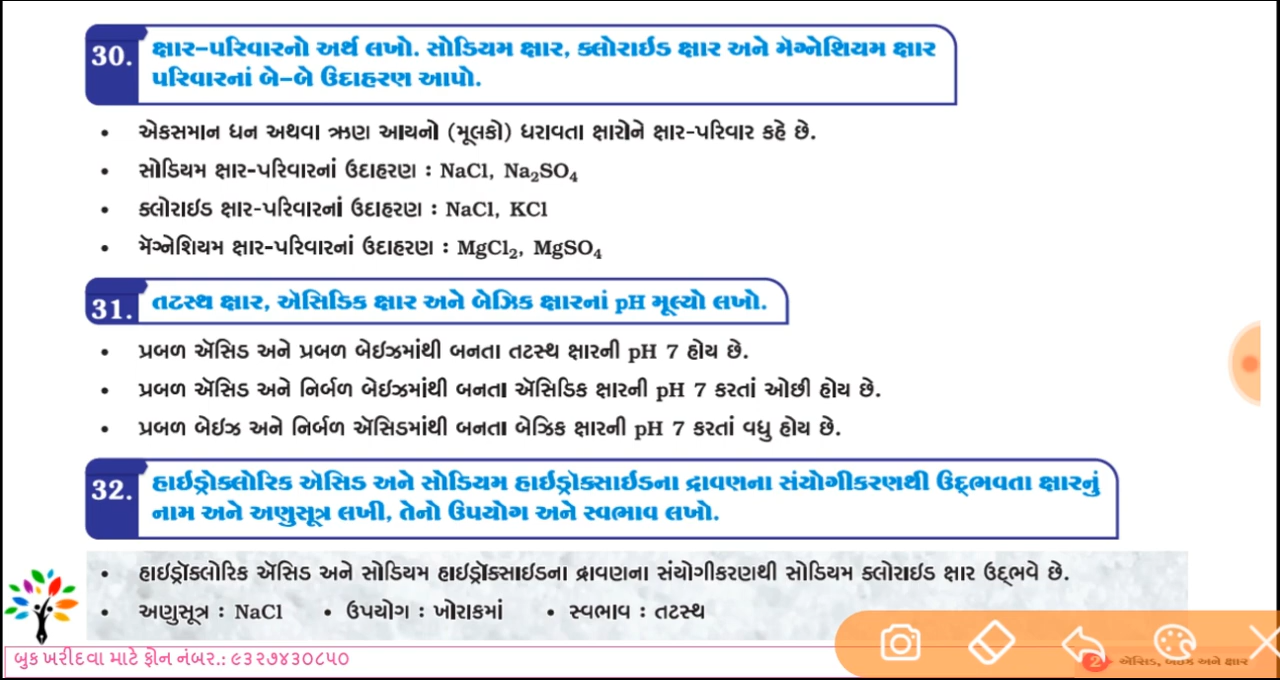 30. ક્ષાર-પરિવારનો અર્થ લખો. સોડિયમ ક્ષાર, ક્લોરાઇડ ક્ષાર અને મૅગ્નેશિયમ ક્ષાર
પરિવારનાં બે-બે ઉદાહરણ આપો.
• એકસમાન ધન અથવા ઋણ આયનો (મૂલકો) ધરાવતા ક્ષારોને ક્ષાર-પરિવાર કહે છે.
• સોડિયમ ક્ષાર-પરિવારનાં ઉદાહરણ : NaCl, Na₂SO₄
• ક્લોરાઇડ ક્ષાર-પરિવારનાં ઉદાહરણ : NaCl, KCl
• મૅગ્નેશિયમ ક્ષાર-પરિવારનાં ઉદાહરણ : MgCl₂, MgSO₄
31. તટસ્થ ક્ષાર, ઍસિડિક ક્ષાર અને બેઝિક ક્ષારનાં pH મૂલ્યો લખો.
• પ્રબળ ઍસિડ અને પ્રબળ બેઇઝમાંથી બનતા તટસ્થ ક્ષારની pH 7 હોય છે.
• પ્રબળ ઍસિડ અને નિર્બળ બેઇઝમાંથી બનતા ઍસિડિક ક્ષારની pH 7 કરતાં ઓછી હોય છે.
• પ્રબળ બેઇઝ અને નિર્બળ ઍસિડમાંથી બનતા બેઝિક ક્ષારની pH 7 કરતાં વધુ હોય છે.
32. હાઇડ્રૉક્લોરિક ઍસિડ અને સોડિયમ હાઇડ્રૉક્સાઇડના દ્રાવણના સંયોગીકરણથી ઉદ્ભવતા ક્ષારનું
નામ અને અણુસૂત્ર લખી, તેનો ઉપયોગ અને સ્વભાવ લખો.
• હાઇડ્રૉક્લોરિક ઍસિડ અને સોડિયમ હાઇડ્રૉક્સાઇડના દ્રાવણના સંયોગીકરણથી સોડિયમ ક્લોરાઇડ ક્ષાર ઉદ્ભવે છે.
• અણુસૂત્ર : NaCl • ઉપયોગ : ખોરાકમાં • સ્વભાવ : તટસ્થ
બુક ખરીદવા માટે ફોન નંબર.: ૯૩૨૭૪૩૦૮૫૦
2 ઍસિડ, બેઇઝ અને ક્ષાર